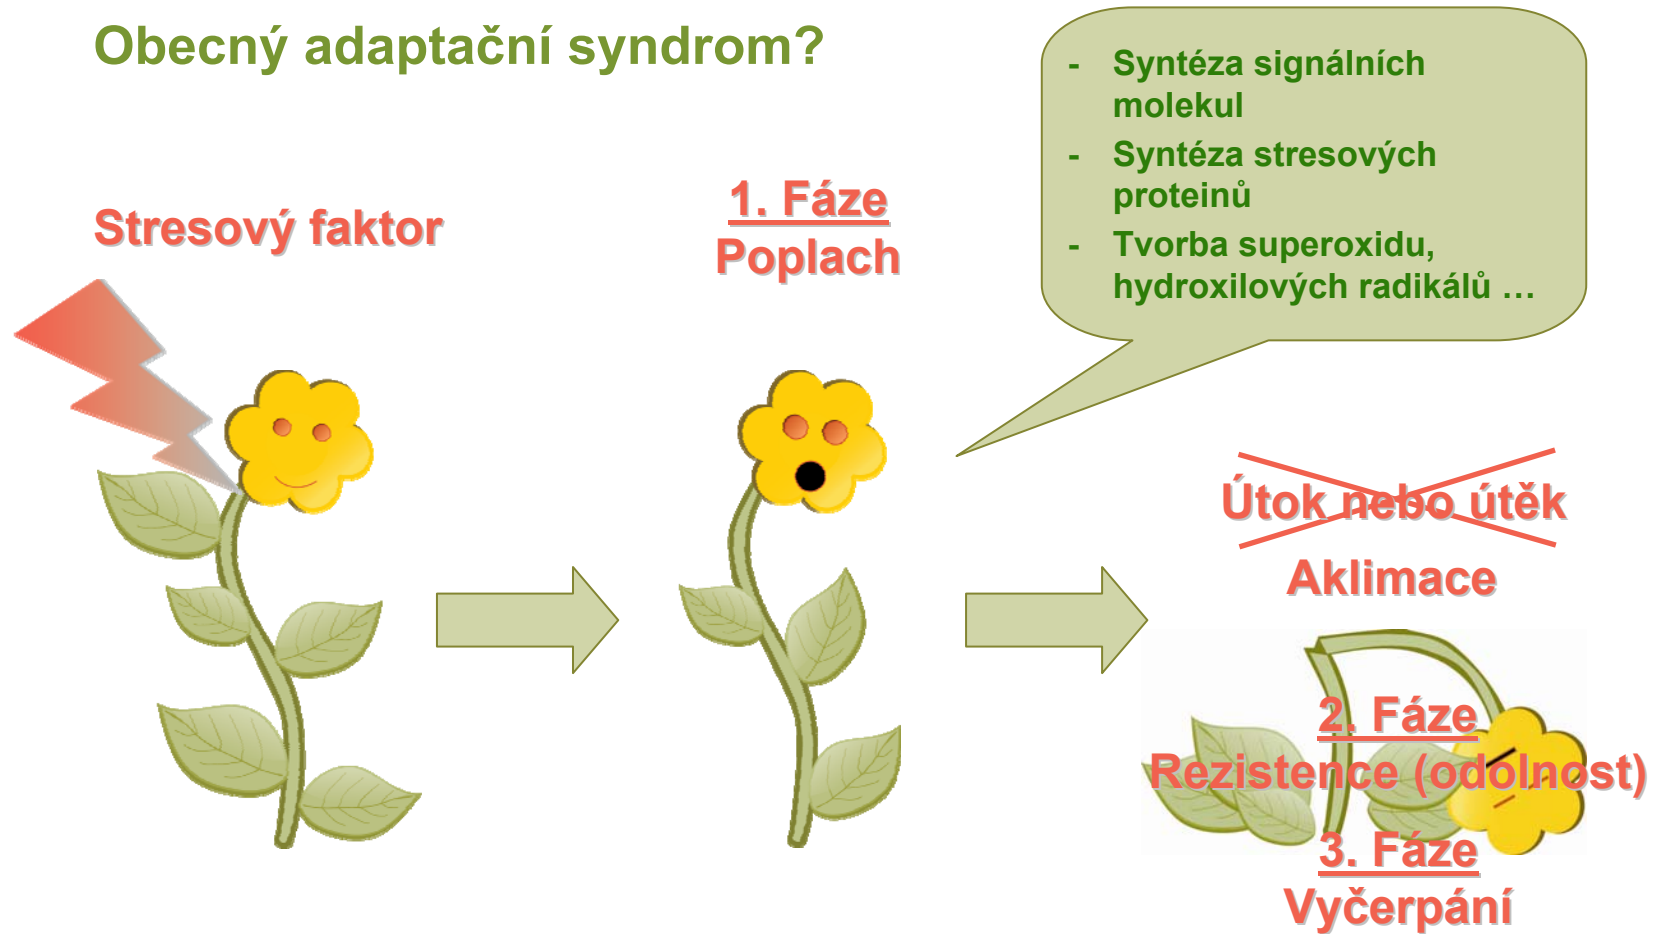 Obecný adaptační syndrom?
- Syntéza signálních
molekul
- Syntéza stresových
proteinů
- Tvorba superoxidu,
hydroxilových radikálů …
Stresový faktor
1. Fáze
Poplach
Útok nebo útěk
Aklimace
2. Fáze
Rezistence (odolnost)
3. Fáze
Vyčerpání